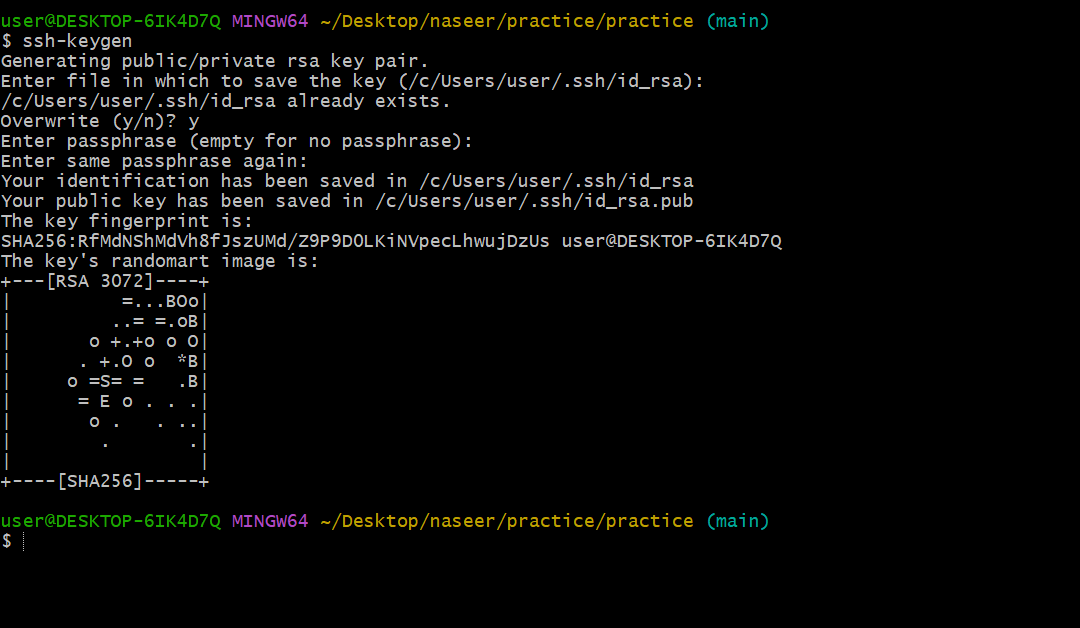 user@DESKTOP-6IK4D7Q MINGW64 ~/Desktop/naseer/practice/practice (main)
$ ssh-keygen
Generating public/private rsa key pair.
Enter file in which to save the key (/c/Users/user/.ssh/id_rsa):
/c/Users/user/.ssh/id_rsa already exists.
Overwrite (y/n)? y
Enter passphrase (empty for no passphrase):
Enter same passphrase again:
Your identification has been saved in /c/Users/user/.ssh/id_rsa
Your public key has been saved in /c/Users/user/.ssh/id_rsa.pub
The key fingerprint is:
SHA256:RfMdNShMdVh8fJszUMd/Z9P9D0LKiNVpecLhwujDzUs user@DESKTOP-6IK4D7Q
The key's randomart image is:
+---[RSA 3072]----+
|          =...BOo|
|         ..= =.oB|
|       o +.+o o O|
|      . +.O o  *B|
|     o =S= =   .B|
|      = E o . . .|
|       o .   . ..|
|        .       .|
|                 |
+----[SHA256]-----+
user@DESKTOP-6IK4D7Q MINGW64 ~/Desktop/naseer/practice/practice (main)
$